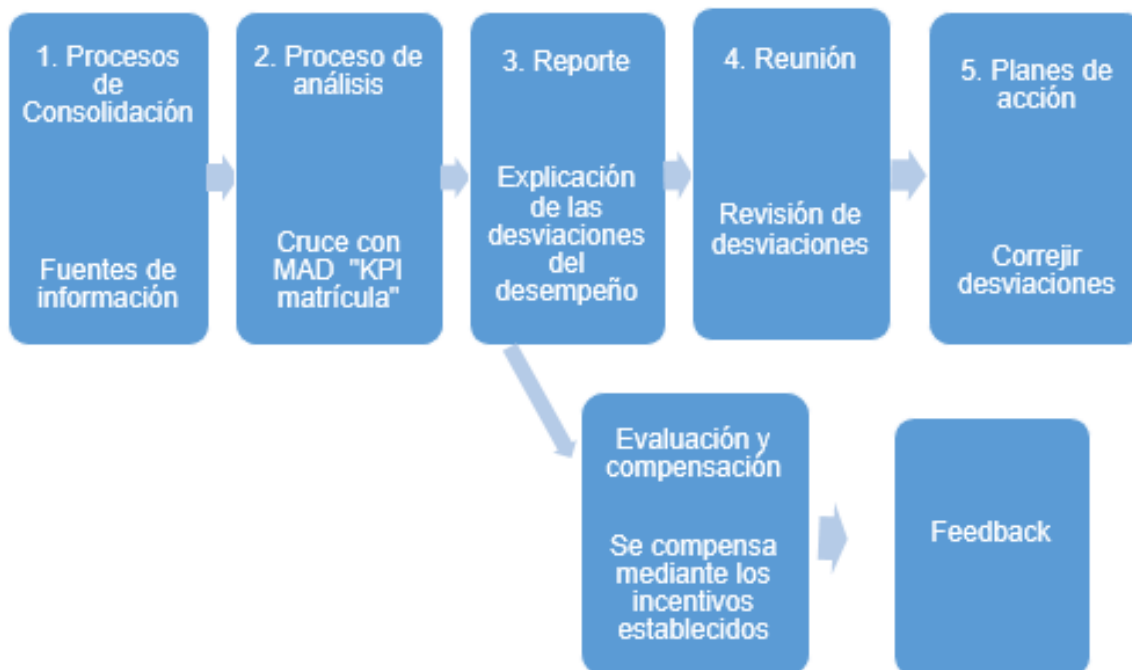 1. Procesos
de
Consolidación
Fuentes de
información
2. Proceso de
análisis
Cruce con
MAD "KPI
matrícula"
3. Reporte
Explicación
de las
desviaciones
del
desempeño
4. Reunión
Revisión de
desviaciones
5. Planes de
acción
Correjir
desviaciones
Evaluación y
compensación
Se compensa
mediante los
incentivos
establecidos
Feedback